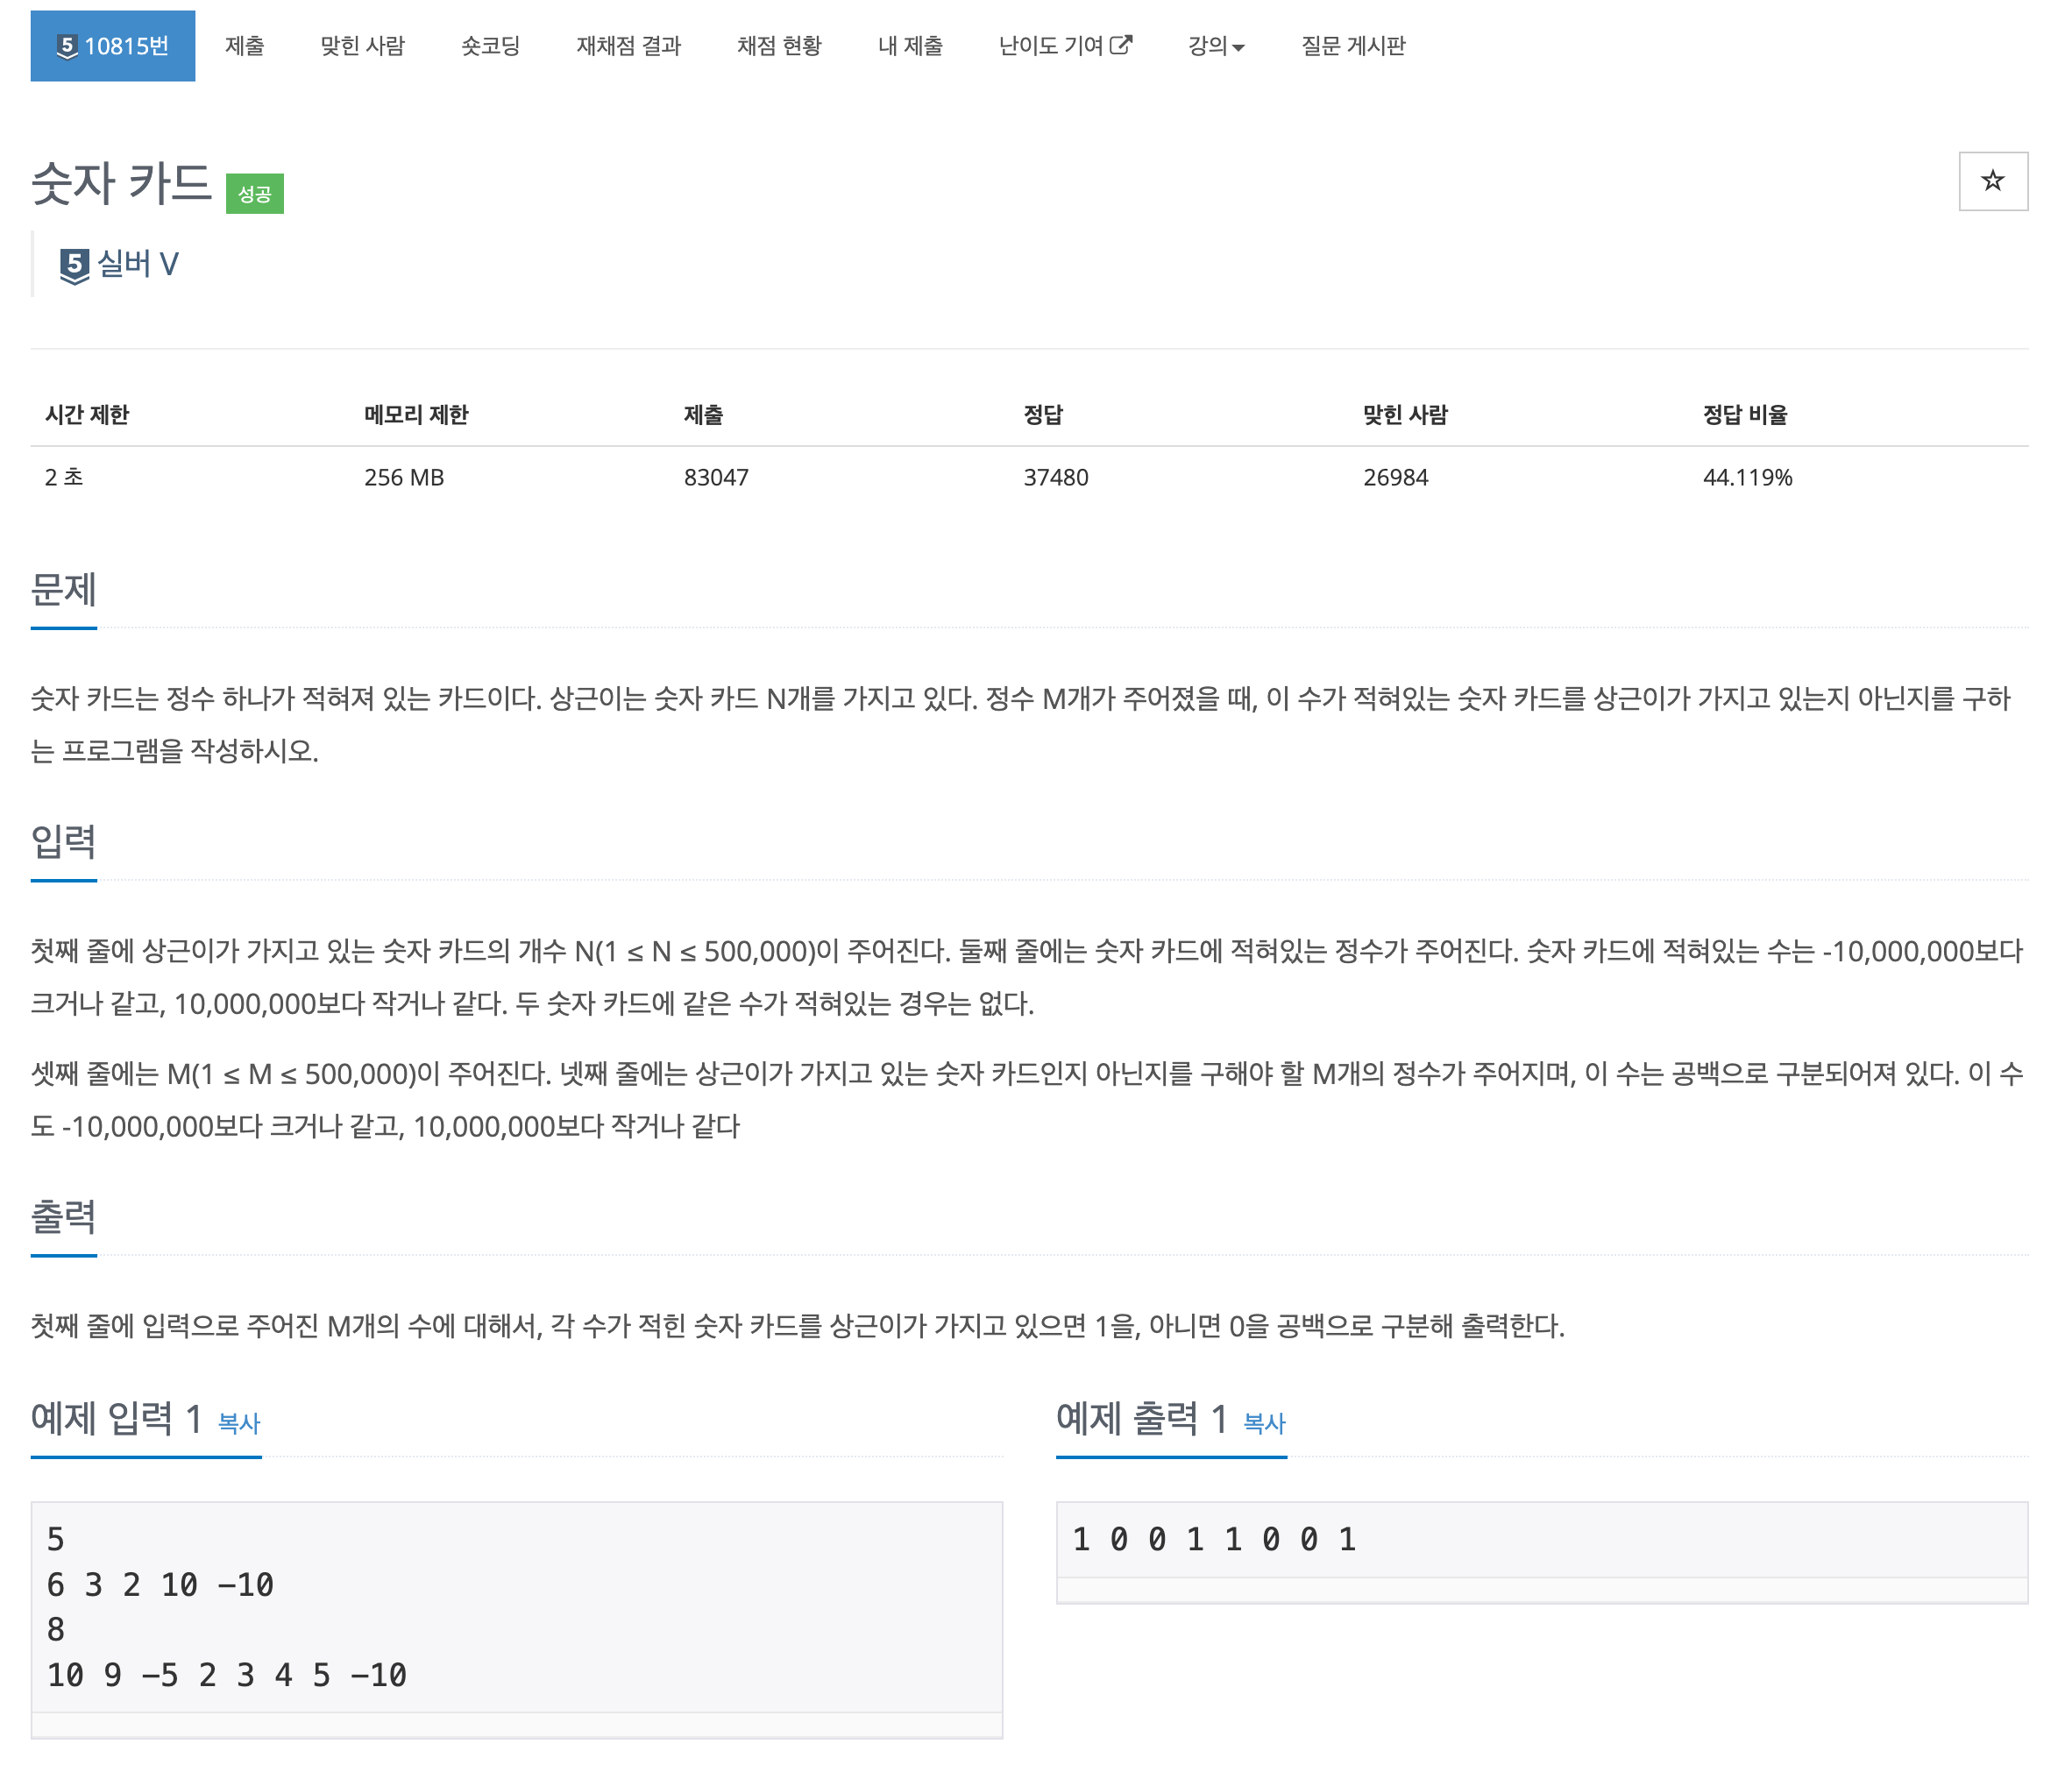 5 10815번 제출 맞힌 사람 숏코딩 재채점 결과 채점 현황 내 제출 난이도 기여 강의 질문 게시판
숫자 카드 성공
5 실버 V
시간 제한 메모리 제한 제출 정답 맞힌 사람 정답 비율
2 초 256 MB 83047 37480 26984 44.119%
문제
숫자 카드는 정수 하나가 적혀져 있는 카드이다. 상근이는 숫자 카드 N개를 가지고 있다. 정수 M개가 주어졌을 때, 이 수가 적혀있는 숫자 카드를 상근이가 가지고 있는지 아닌지를 구하
는 프로그램을 작성하시오.
입력
첫째 줄에 상근이가 가지고 있는 숫자 카드의 개수 N(1 ≤ N ≤ 500,000)이 주어진다. 둘째 줄에는 숫자 카드에 적혀있는 정수가 주어진다. 숫자 카드에 적혀있는 수는 -10,000,000보다
크거나 같고, 10,000,000보다 작거나 같다. 두 숫자 카드에 같은 수가 적혀있는 경우는 없다.
셋째 줄에는 M(1 ≤ M ≤ 500,000)이 주어진다. 넷째 줄에는 상근이가 가지고 있는 숫자 카드인지 아닌지를 구해야 할 M개의 정수가 주어지며, 이 수는 공백으로 구분되어져 있다. 이 수
도 -10,000,000보다 크거나 같고, 10,000,000보다 작거나 같다
출력
첫째 줄에 입력으로 주어진 M개의 수에 대해서, 각 수가 적힌 숫자 카드를 상근이가 가지고 있으면 1을, 아니면 0을 공백으로 구분해 출력한다.
예제 입력 1 복사
5
6 3 2 10 -10
8
10 9 -5 2 3 4 5 -10
예제 출력 1 복사
1 0 0 1 1 0 0 1